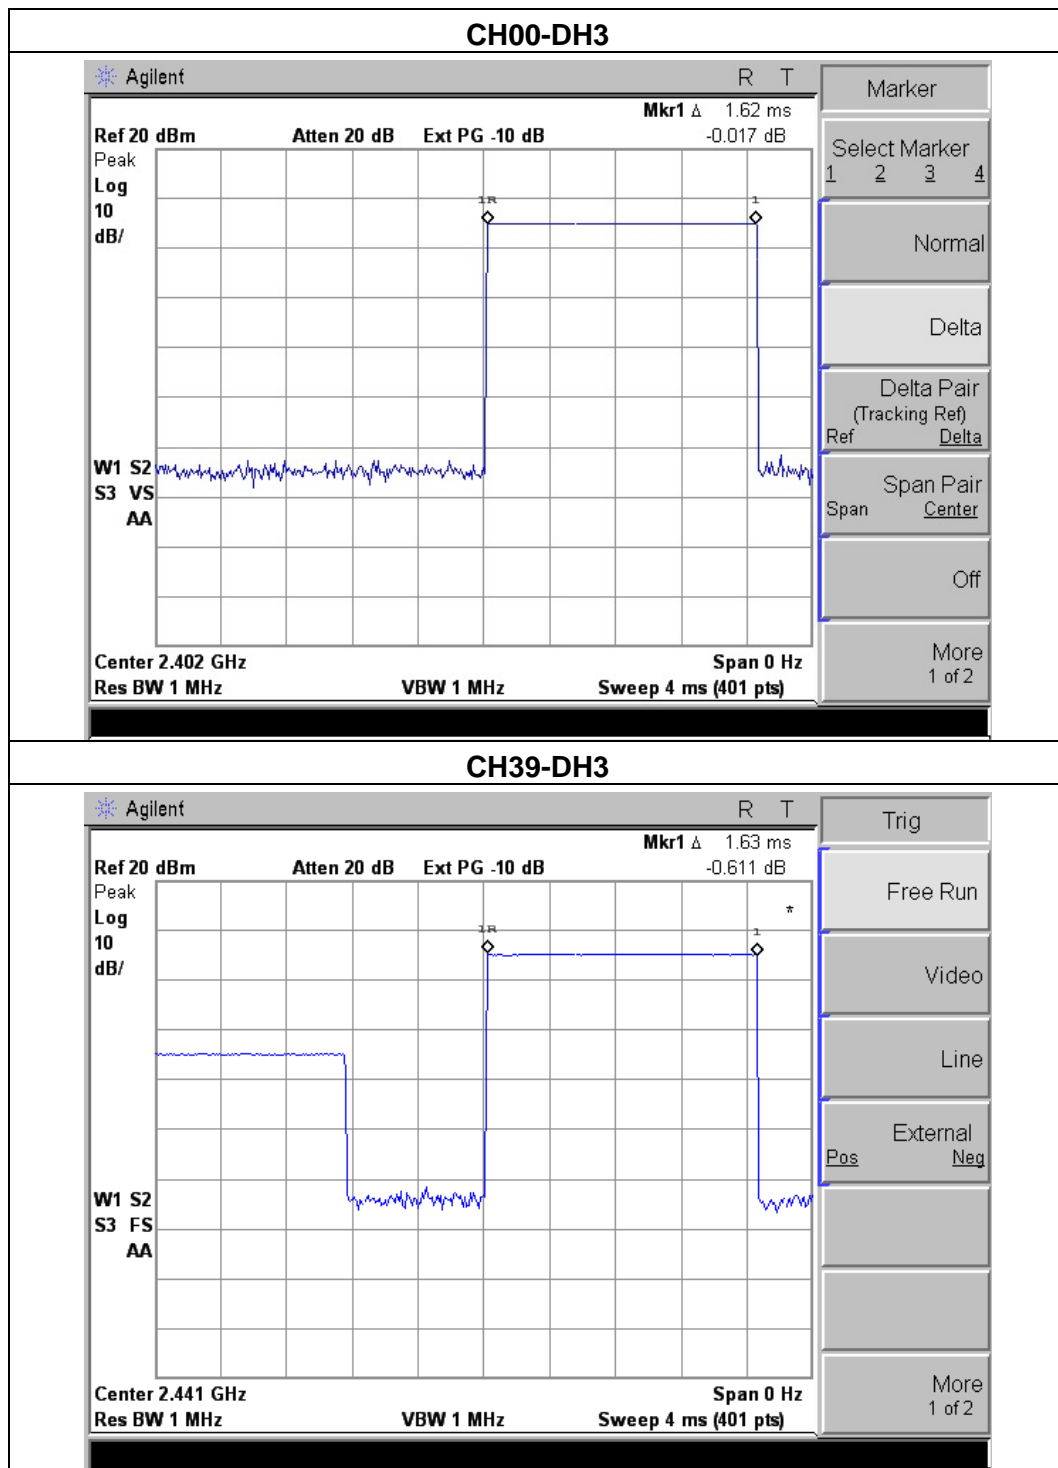 CH00-DH3
Agilent R T
Mkr1 Δ 1.62 ms
Ref 20 dBm Atten 20 dB Ext PG -10 dB -0.017 dB
Peak
Log
10
dB/
1R 1
W1 S2
S3 VS
AA
Center 2.402 GHz Span 0 Hz
Res BW 1 MHz VBW 1 MHz Sweep 4 ms (401 pts)
Marker
Select Marker
1 2 3 4
Normal
Delta
Delta Pair
(Tracking Ref)
Ref Delta
Span Pair
Span Center
Off
More
1 of 2
CH39-DH3
Agilent R T
Mkr1 Δ 1.63 ms
Ref 20 dBm Atten 20 dB Ext PG -10 dB -0.611 dB
Peak
Log
10
dB/
*
1R 1
W1 S2
S3 FS
AA
Center 2.441 GHz Span 0 Hz
Res BW 1 MHz VBW 1 MHz Sweep 4 ms (401 pts)
Trig
Free Run
Video
Line
External
Pos Neg
More
1 of 2